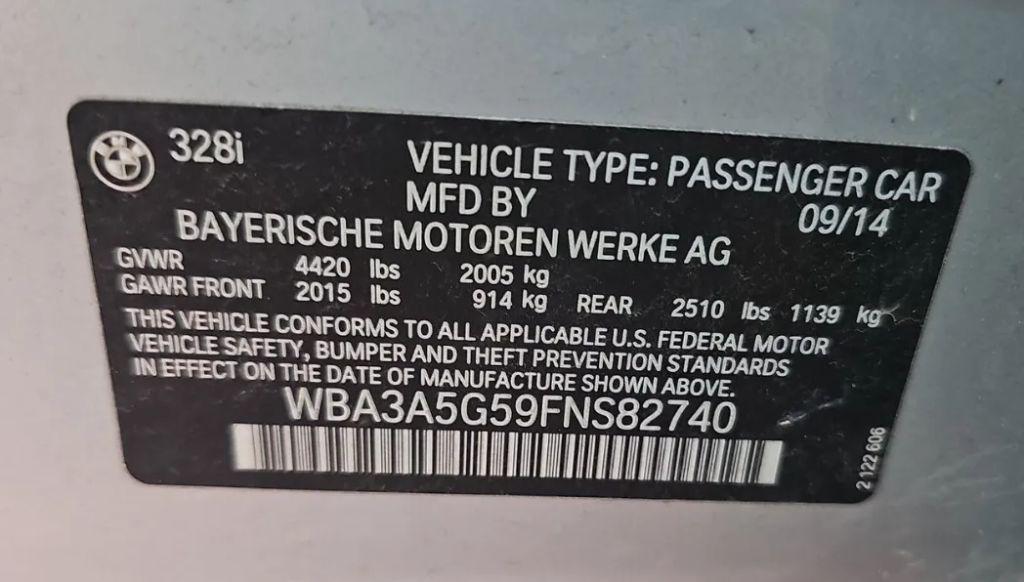 328i
VEHICLE TYPE: PASSENGER CAR
MFD BY 09/14
BAYERISCHE MOTOREN WERKE AG
GVWR 4420 lbs 2005 kg
GAWR FRONT 2015 lbs 914 kg REAR 2510 lbs 1139 kg
THIS VEHICLE CONFORMS TO ALL APPLICABLE U.S. FEDERAL MOTOR
VEHICLE SAFETY, BUMPER AND THEFT PREVENTION STANDARDS
IN EFFECT ON THE DATE OF MANUFACTURE SHOWN ABOVE.
WBA3A5G59FNS82740
2 122 606